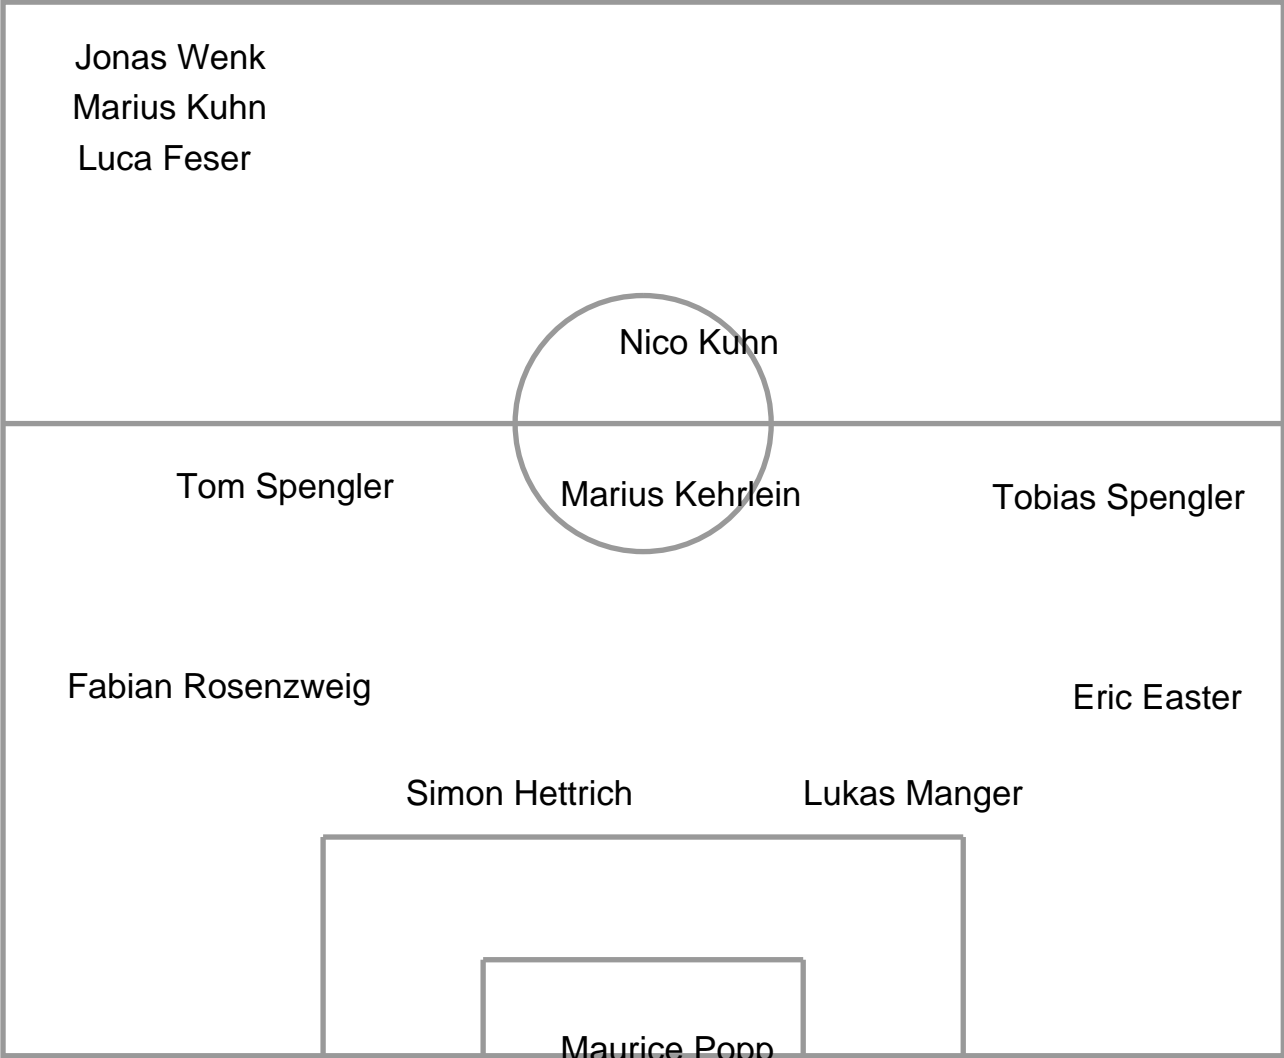 Jonas Wenk
Marius Kuhn
Luca Feser
Nico Kuhn
Tom Spengler
Marius Kehrlein
Tobias Spengler
Fabian Rosenzweig
Eric Easter
Simon Hettrich
Lukas Manger
Maurice Popp